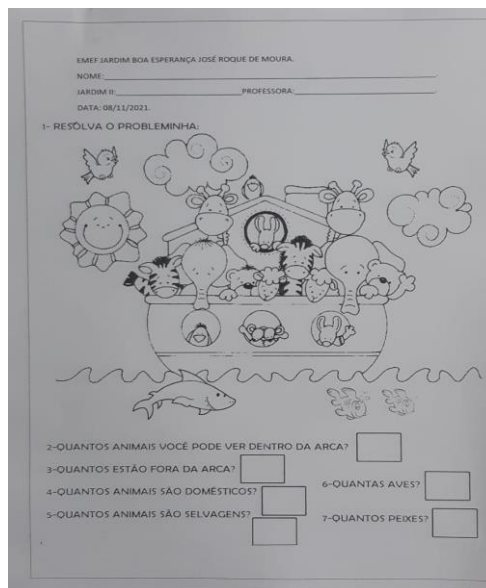 EMEF JARDIM BOA ESPERANÇA JOSÉ ROQUE DE MOURA.
NOME:
JARDIM II: PROFESSORA:
DATA: 08/11/2021.
1- RESOLVA O PROBLEMINHA:
2-QUANTOS ANIMAIS VOCÊ PODE VER DENTRO DA ARCA?
3-QUANTOS ESTÃO FORA DA ARCA?
4-QUANTOS ANIMAIS SÃO DOMÉSTICOS?
5-QUANTOS ANIMAIS SÃO SELVAGENS?
6-QUANTAS AVES?
7-QUANTOS PEIXES?